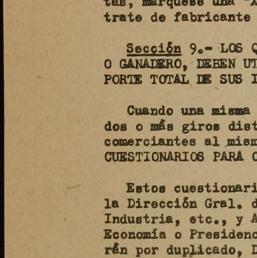 tas, márquese una "X
trate de fabricante
Sección 9.- LOS Q
O GANADERO, DEBEN UT
PORTE TOTAL DE SUS I
Cuando una misma
dos o más giros dist
comerciantes al mism
CUESTIONARIOS PARA C
Estos cuestionari
la Dirección Gral. d
Industria, etc., y A
Economía o Presidenc
rán por duplicado, D